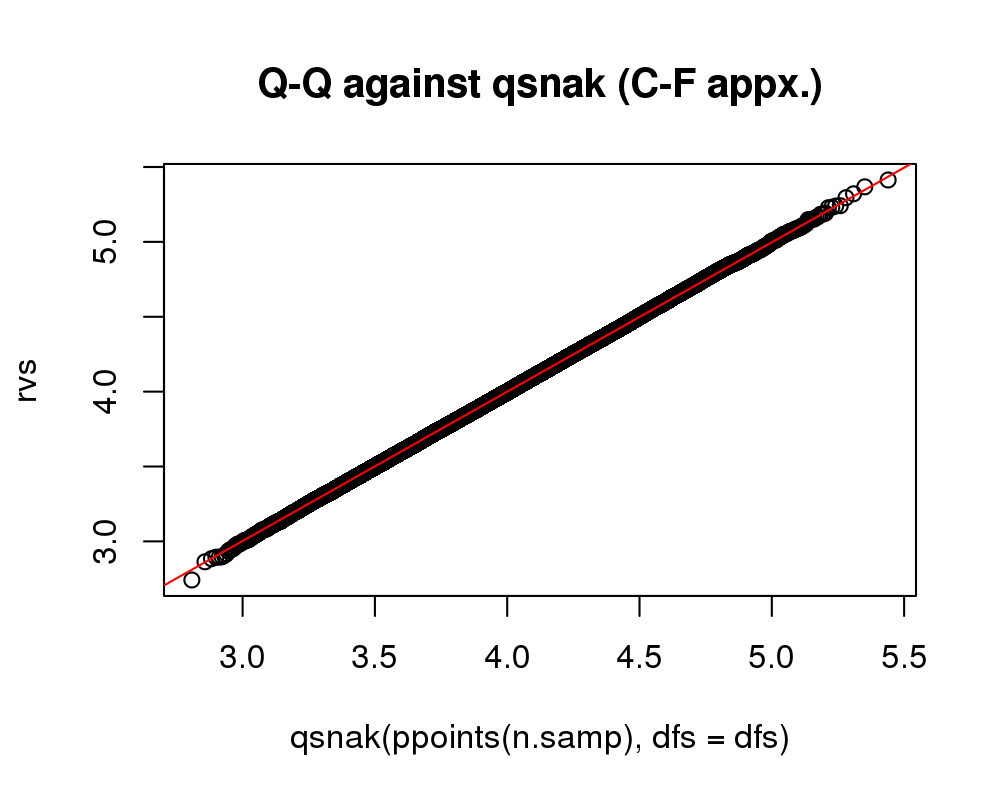 Q-Q against qsnak (C-F appx.)
5.0
4.0
3.0
rvs
3.0 3.5 4.0 4.5 5.0 5.5
qsnak(ppoints(n.samp), dfs = dfs)